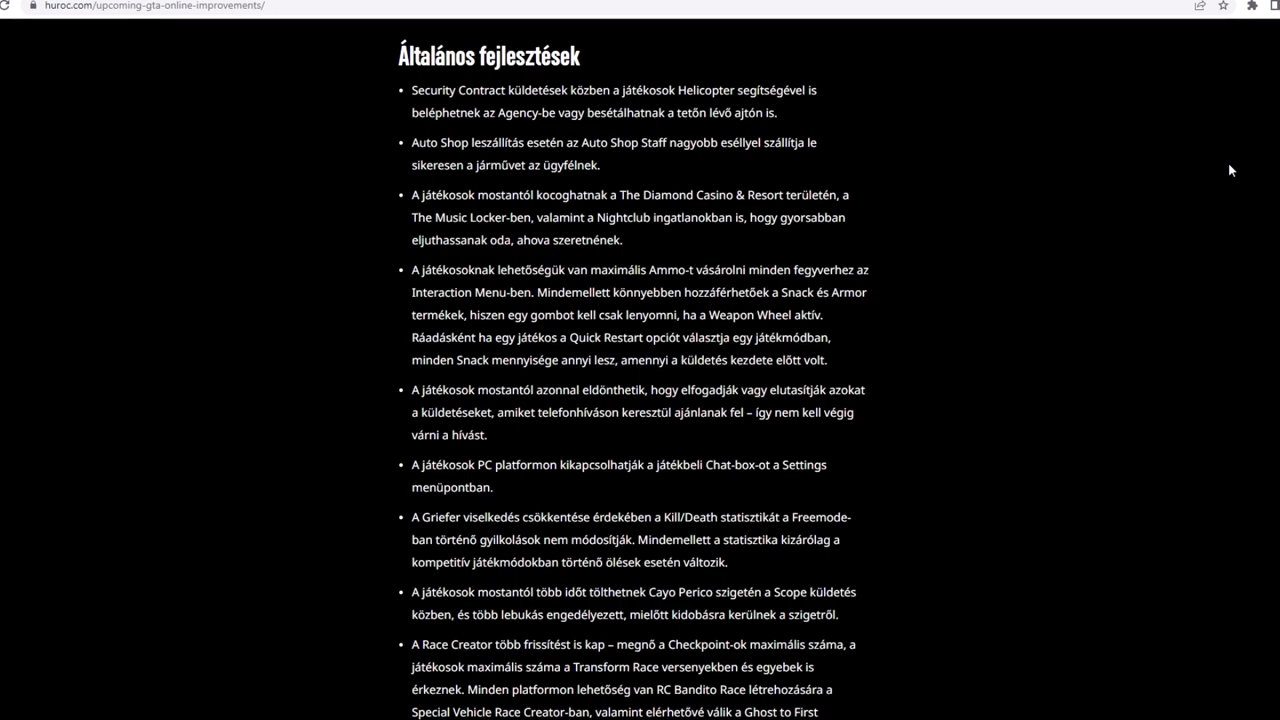 huroc.com/upcoming-gta-online-improvements/
Általános fejlesztések
• Security Contract küldetések közben a játékosok Helicopter segítségével is
beléphetnek az Agency-be vagy besétálhatnak a tetőn lévő ajtón is.
• Auto Shop leszállítás esetén az Auto Shop Staff nagyobb eséllyel szállítja le
sikeresen a járművet az ügyfélnek.
• A játékosok mostantól kocoghatnak a The Diamond Casino & Resort területén, a
The Music Locker-ben, valamint a Nightclub ingatlanokban is, hogy gyorsabban
eljuthassanak oda, ahova szeretnének.
• A játékosoknak lehetőségük van maximális Ammo-t vásárolni minden fegyverhez az
Interaction Menu-ben. Mindemellett könnyebben hozzáférhetőek a Snack és Armor
termékek, hiszen egy gombot kell csak lenyomni, ha a Weapon Wheel aktív.
Ráadásként ha egy játékos a Quick Restart opciót választja egy játékmódban,
minden Snack mennyisége annyi lesz, amennyi a küldetés kezdete előtt volt.
• A játékosok mostantól azonnal eldönthetik, hogy elfogadják vagy elutasítják azokat
a küldetéseket, amiket telefonhíváson keresztül ajánlanak fel – így nem kell végig
várni a hívást.
• A játékosok PC platformon kikapcsolhatják a játékbeli Chat-box-ot a Settings
menüpontban.
• A Griefer viselkedés csökkentése érdekében a Kill/Death statisztikát a Freemode-
ban történő gyilkolások nem módosítják. Mindemellett a statisztika kizárólag a
kompetitív játékmódokban történő ölések esetén változik.
• A játékosok mostantól több időt tölthetnek Cayo Perico szigetén a Scope küldetés
közben, és több lebukás engedélyezett, mielőtt kidobásra kerülnek a szigetről.
• A Race Creator több frissítést is kap – megnő a Checkpoint-ok maximális száma, a
játékosok maximális száma a Transform Race versenyekben és egyebek is
érkeznek. Minden platformon lehetőség van RC Bandito Race létrehozására a
Special Vehicle Race Creator-ban, valamint elérhetővé válik a Ghost to First